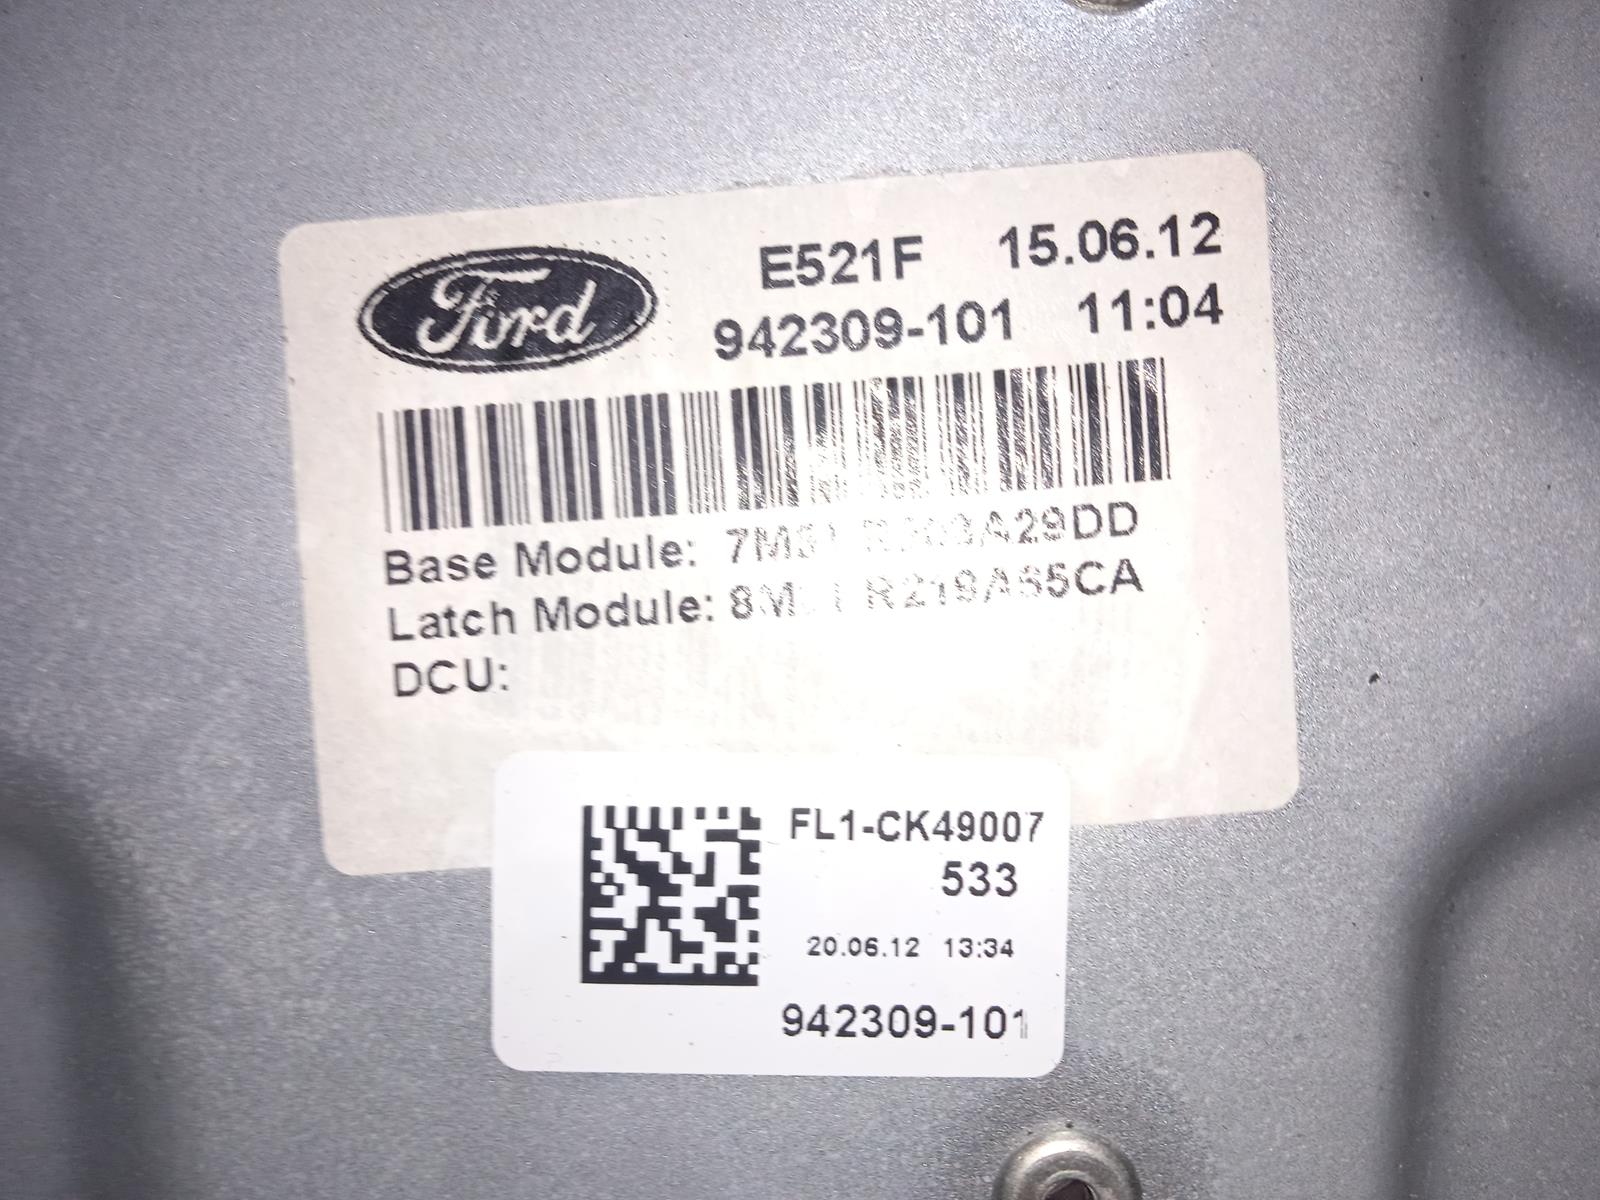 Ford
E521F 15.06.12
942309-101 11:04
Base Module:
Latch Module:
DCU:
FL1-CK49007
533
20.06.12 13:34
942309-101